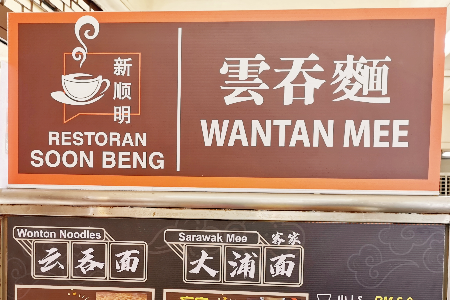 新
顺
明
RESTORAN
SOON BENG
雲吞麵
WANTAN MEE
Wonton Noodles
云吞面
Sarawak Mee 客家
大浦面